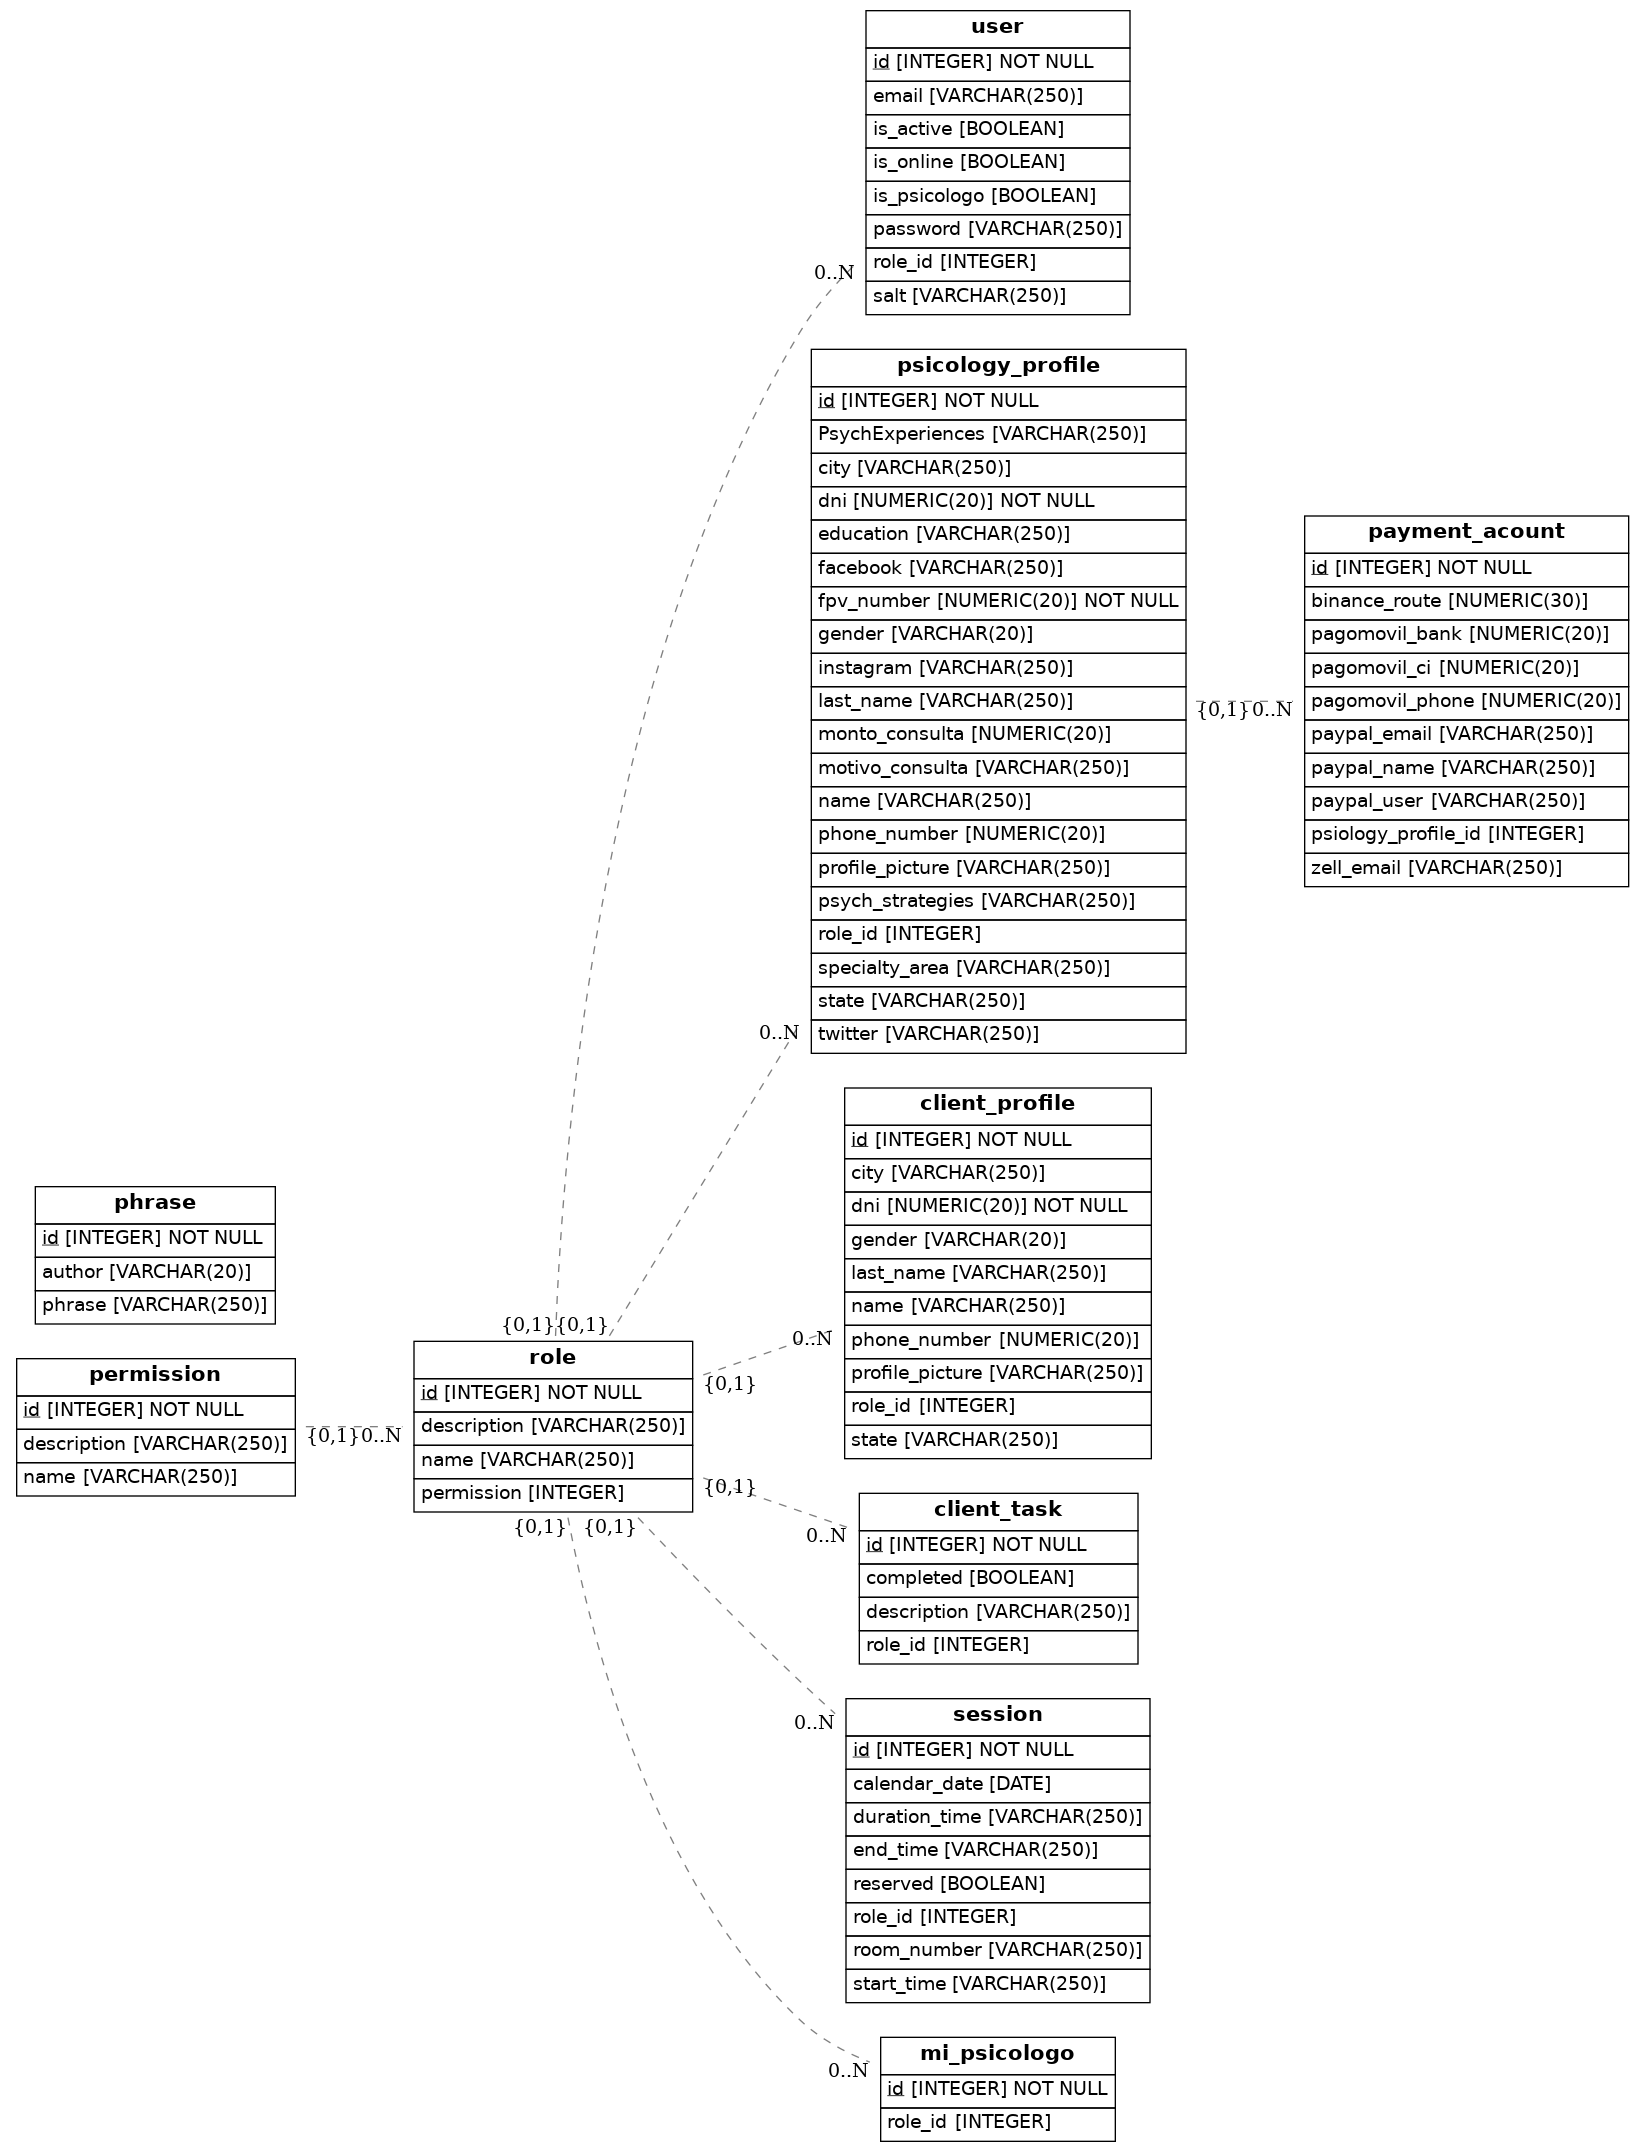 user
id [INTEGER] NOT NULL
email [VARCHAR(250)]
is_active [BOOLEAN]
is_online [BOOLEAN]
is_psicologo [BOOLEAN]
password [VARCHAR(250)]
role_id [INTEGER]
salt [VARCHAR(250)]
0..N
psicology_profile
id [INTEGER] NOT NULL
PsychExperiences [VARCHAR(250)]
city [VARCHAR(250)]
dni [NUMERIC(20)] NOT NULL
education [VARCHAR(250)]
facebook [VARCHAR(250)]
fpv_number [NUMERIC(20)] NOT NULL
gender [VARCHAR(20)]
instagram [VARCHAR(250)]
last_name [VARCHAR(250)]
monto_consulta [NUMERIC(20)]
motivo_consulta [VARCHAR(250)]
name [VARCHAR(250)]
phone_number [NUMERIC(20)]
profile_picture [VARCHAR(250)]
psych_strategies [VARCHAR(250)]
role_id [INTEGER]
specialty_area [VARCHAR(250)]
state [VARCHAR(250)]
twitter [VARCHAR(250)]
0..N
{0,1}0..N
payment_acount
id [INTEGER] NOT NULL
binance_route [NUMERIC(30)]
pagomovil_bank [NUMERIC(20)]
pagomovil_ci [NUMERIC(20)]
pagomovil_phone [NUMERIC(20)]
paypal_email [VARCHAR(250)]
paypal_name [VARCHAR(250)]
paypal_user [VARCHAR(250)]
psiology_profile_id [INTEGER]
zell_email [VARCHAR(250)]
phrase
id [INTEGER] NOT NULL
author [VARCHAR(20)]
phrase [VARCHAR(250)]
permission
id [INTEGER] NOT NULL
description [VARCHAR(250)]
name [VARCHAR(250)]
{0,1}0..N
{0,1}{0,1}
role
id [INTEGER] NOT NULL
description [VARCHAR(250)]
name [VARCHAR(250)]
permission [INTEGER]
{0,1}
{0,1}
{0,1} {0,1}
client_profile
id [INTEGER] NOT NULL
city [VARCHAR(250)]
dni [NUMERIC(20)] NOT NULL
gender [VARCHAR(20)]
last_name [VARCHAR(250)]
name [VARCHAR(250)]
phone_number [NUMERIC(20)]
profile_picture [VARCHAR(250)]
role_id [INTEGER]
state [VARCHAR(250)]
0..N
client_task
id [INTEGER] NOT NULL
completed [BOOLEAN]
description [VARCHAR(250)]
role_id [INTEGER]
0..N
session
id [INTEGER] NOT NULL
calendar_date [DATE]
duration_time [VARCHAR(250)]
end_time [VARCHAR(250)]
reserved [BOOLEAN]
role_id [INTEGER]
room_number [VARCHAR(250)]
start_time [VARCHAR(250)]
0..N
mi_psicologo
id [INTEGER] NOT NULL
role_id [INTEGER]
0..N